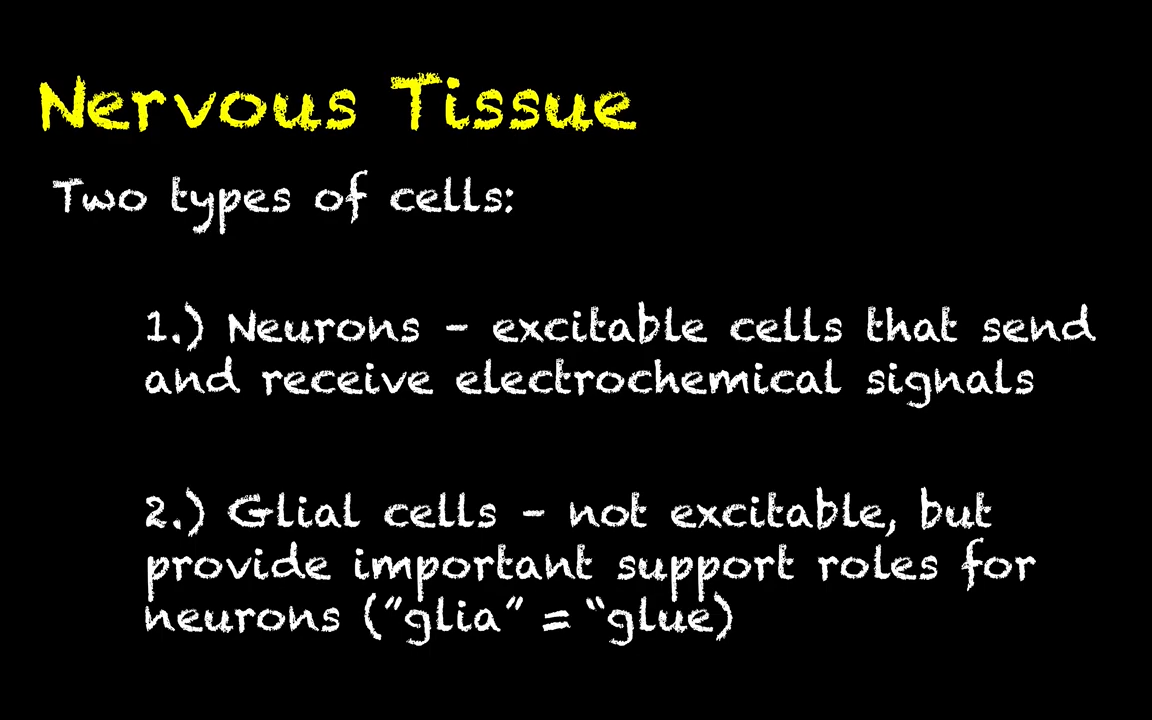 Nervous Tissue
Two types of cells:
1.) Neurons - excitable cells that send
and receive electrochemical signals
2.) Glial cells - not excitable, but
provide important support roles for
neurons (”glia” = “glue)